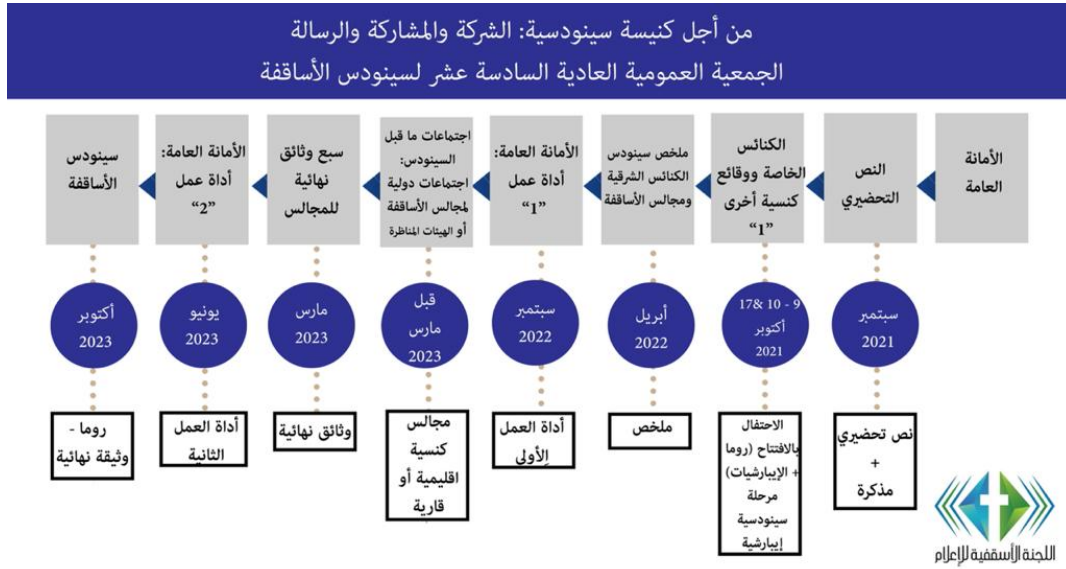 من أجل كنيسة سينودسية: الشركة والمشاركة والرسالة
الجمعية العمومية العادية السادسة عشر لسينودس الأساقفة
الأمانة
العامة
النص
التحضيري
الكنائس
الخاصة ووقائع
كنسية أخرى
“1”
ملخص سينودس
الكنائس الشرقية
ومجالس الأساقفة
الأمانة العامة:
أداة عمل
“1”
اجتماعات ما قبل
السينودس:
اجتماعات دولية
لمجالس الأساقفة
أو الهيئات المناظرة
سبع وثائق
نهائية
للمجالس
الأمانة العامة:
أداة عمل
“2”
سينودس
الأساقفة
سبتمبر
2021
9 - 10 &17
أكتوبر
2021
أبريل
2022
سبتمبر
2022
قبل
مارس
2023
مارس
2023
يونيو
2023
أكتوبر
2023
نص تحضيري
+
مذكرة
الاحتفال
بالافتتاح (روما
+ الإيبارشيات)
مرحلة
سينودسية
إيبارشية
ملخص
أداة العمل
الأولى
مجالس
كنسية
اقليمية أو
قارية
وثائق نهائية
أداة العمل
الثانية
روما -
وثيقة نهائية
اللجنة الأسقفية للإعلام